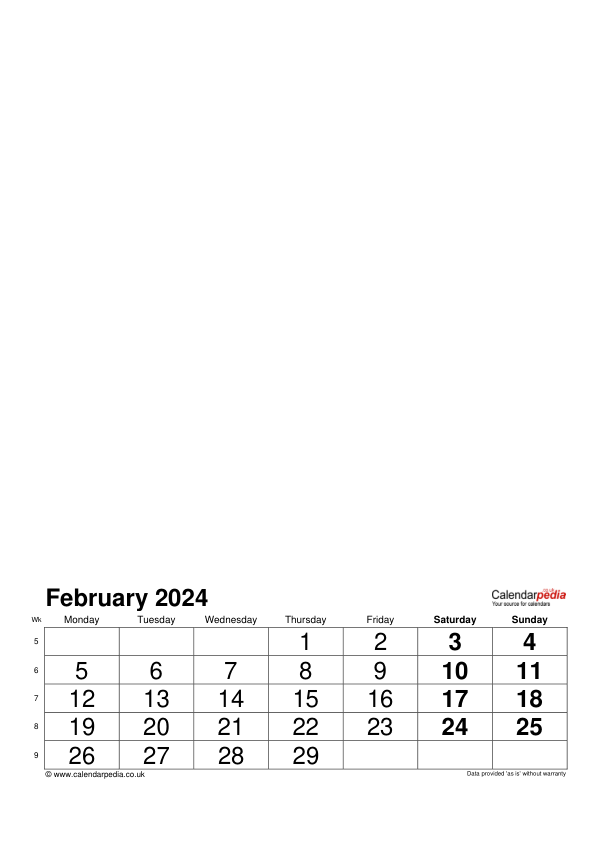 February 2024
Calendarpedia
Your source for calendars
Wk Monday Tuesday Wednesday Thursday Friday Saturday Sunday
5 1 2 3 4
6 5 6 7 8 9 10 11
7 12 13 14 15 16 17 18
8 19 20 21 22 23 24 25
9 26 27 28 29
© www.calendarpedia.co.uk Data provided 'as is' without warranty